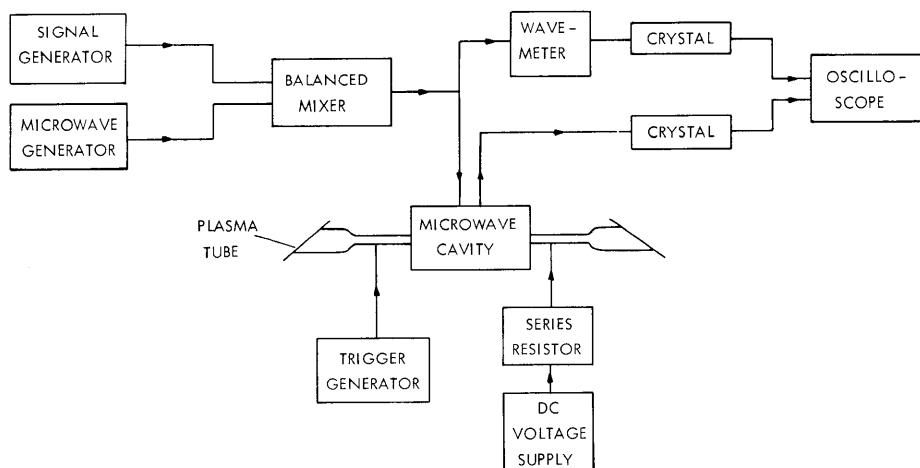 SIGNAL
GENERATOR
MICROWAVE
GENERATOR
BALANCED
MIXER
WAVE -
METER
CRYSTAL
CRYSTAL
OSCILLO -
SCOPE
PLASMA
TUBE
MICROWAVE
CAVITY
TRIGGER
GENERATOR
SERIES
RESISTOR
DC
VOLTAGE
SUPPLY